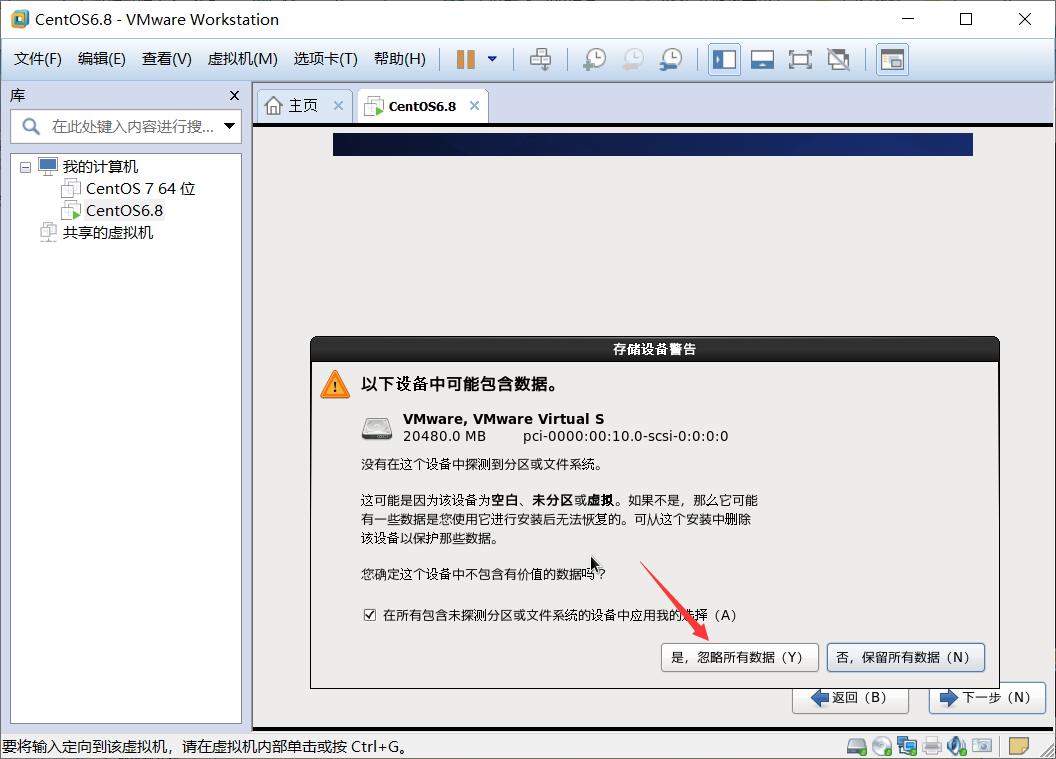 CentOS6.8 - VMware Workstation
文件(F) 编辑(E) 查看(V) 虚拟机(M) 选项卡(T) 帮助(H)
库
在此处键入内容进行搜...
我的计算机
CentOS 7 64 位
CentOS6.8
共享的虚拟机
主页
CentOS6.8
存储设备警告
以下设备中可能包含数据。
VMware, VMware Virtual S
20480.0 MB pci-0000:00:10.0-scsi-0:0:0:0
没有在这个设备中探测到分区或文件系统。
这可能是因为该设备为空白、未分区或虚拟。如果不是，那么它可能
有一些数据是您使用它进行安装后无法恢复的。可从这个安装中删除
该设备以保护那些数据。
您确定这个设备中不包含有价值的数据吗？
在所有包含未探测分区或文件系统的设备中应用我的选择（A）
是，忽略所有数据（Y）
否，保留所有数据（N）
返回（B）
下一步（N）
要将输入定向到该虚拟机，请在虚拟机内部单击或按 Ctrl+G。